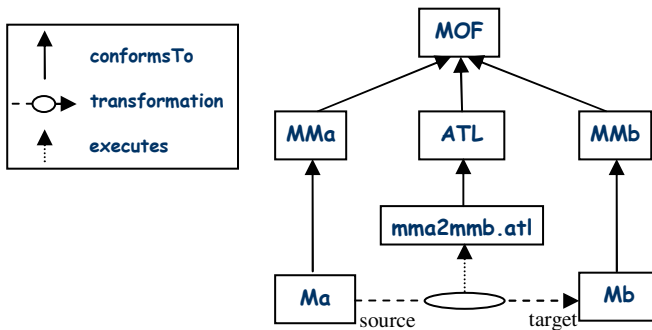 conformsTo
transformation
executes
MOF
MMa
ATL
MMb
mma2mmb.atl
Ma
Mb
source
target